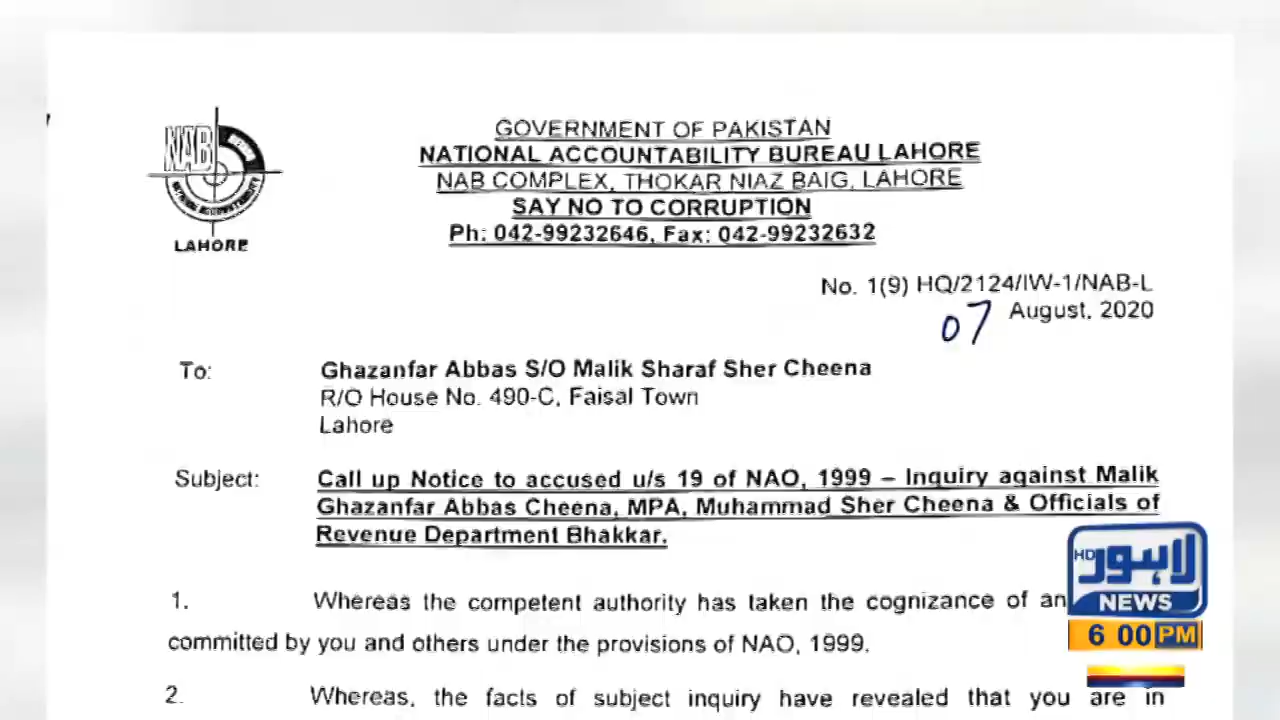 GOVERNMENT OF PAKISTAN
NATIONAL ACCOUNTABILITY BUREAU LAHORE
NAB COMPLEX, THOKAR NIAZ BAIG, LAHORE
SAY NO TO CORRUPTION
Ph: 042-99232646, Fax: 042-99232632
NAB
NATIONAL ACCOUNTABILITY
LAHORE
No. 1(9) HQ/2124/IW-1/NAB-L
07 August, 2020
To: Ghazanfar Abbas S/O Malik Sharaf Sher Cheena
R/O House No. 490-C, Faisal Town
Lahore
Subject: Call up Notice to accused u/s 19 of NAO, 1999 – Inquiry against Malik
Ghazanfar Abbas Cheena, MPA, Muhammad Sher Cheena & Officials of
Revenue Department Bhakkar.
1. Whereas the competent authority has taken the cognizance of an
committed by you and others under the provisions of NAO, 1999.
2. Whereas, the facts of subject inquiry have revealed that you are in
HD لاہور
NEWS
6 00 PM